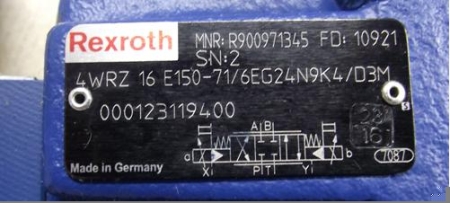 Rexroth
MNR: R900971345 FD: 10921
SN: 2
4WRZ 16 E150-71/6EG24N9K4/D3M
000123119400
A B
a b
X P T Y
16
Made in Germany
7087